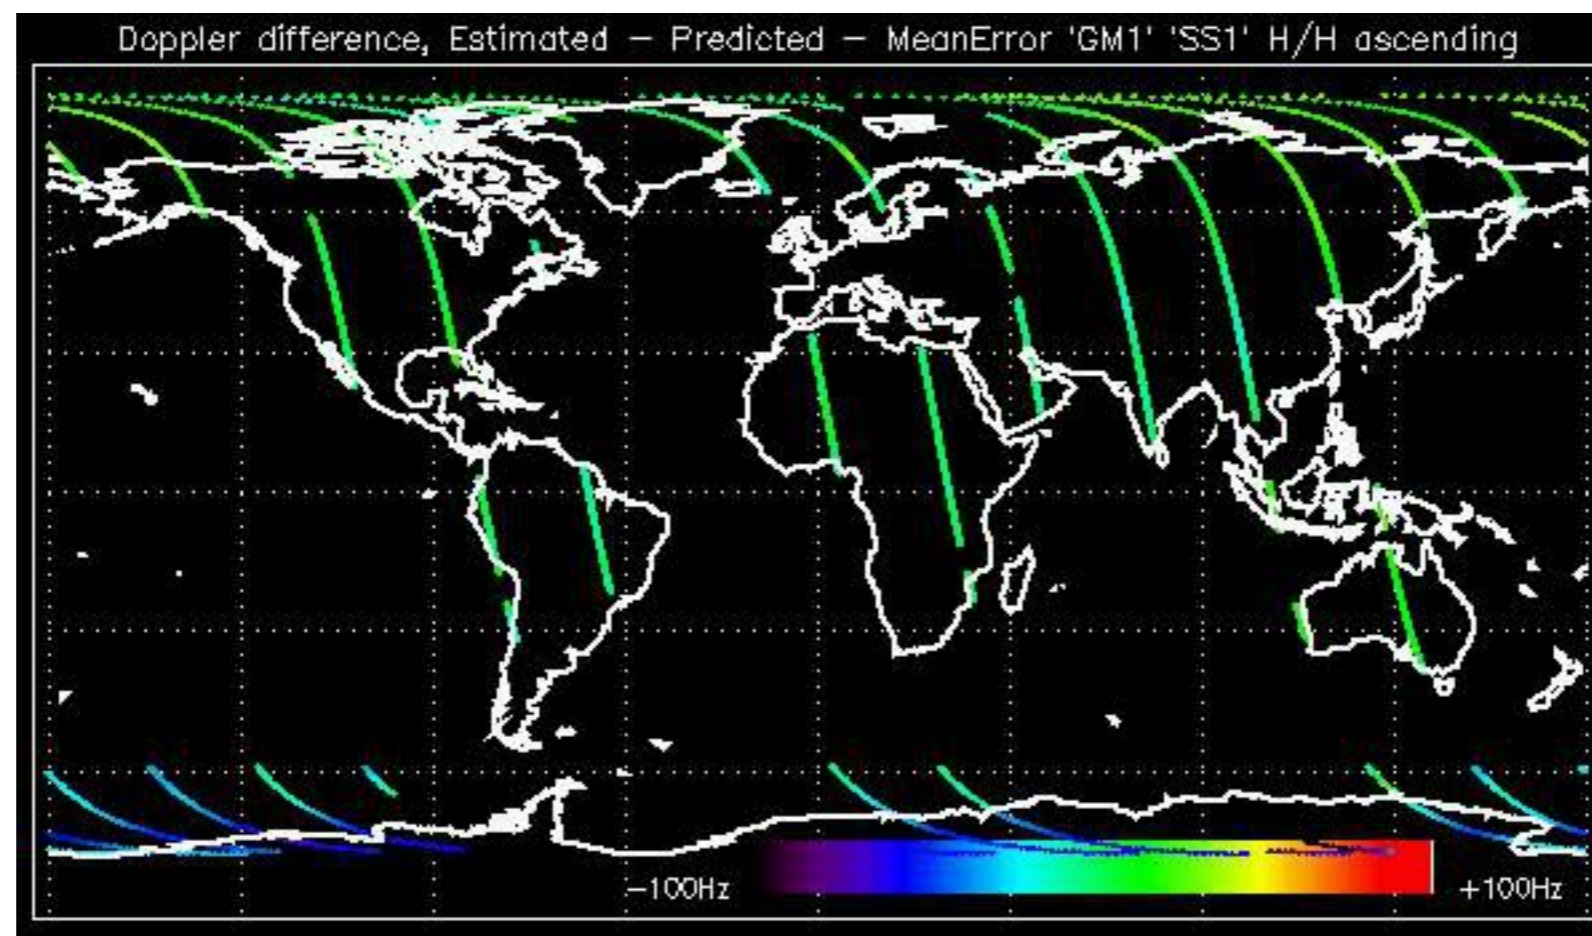 Doppler difference, Estimated — Predicted — MeanError 'GM1' 'SS1' H/H ascending
−100Hz
+100Hz